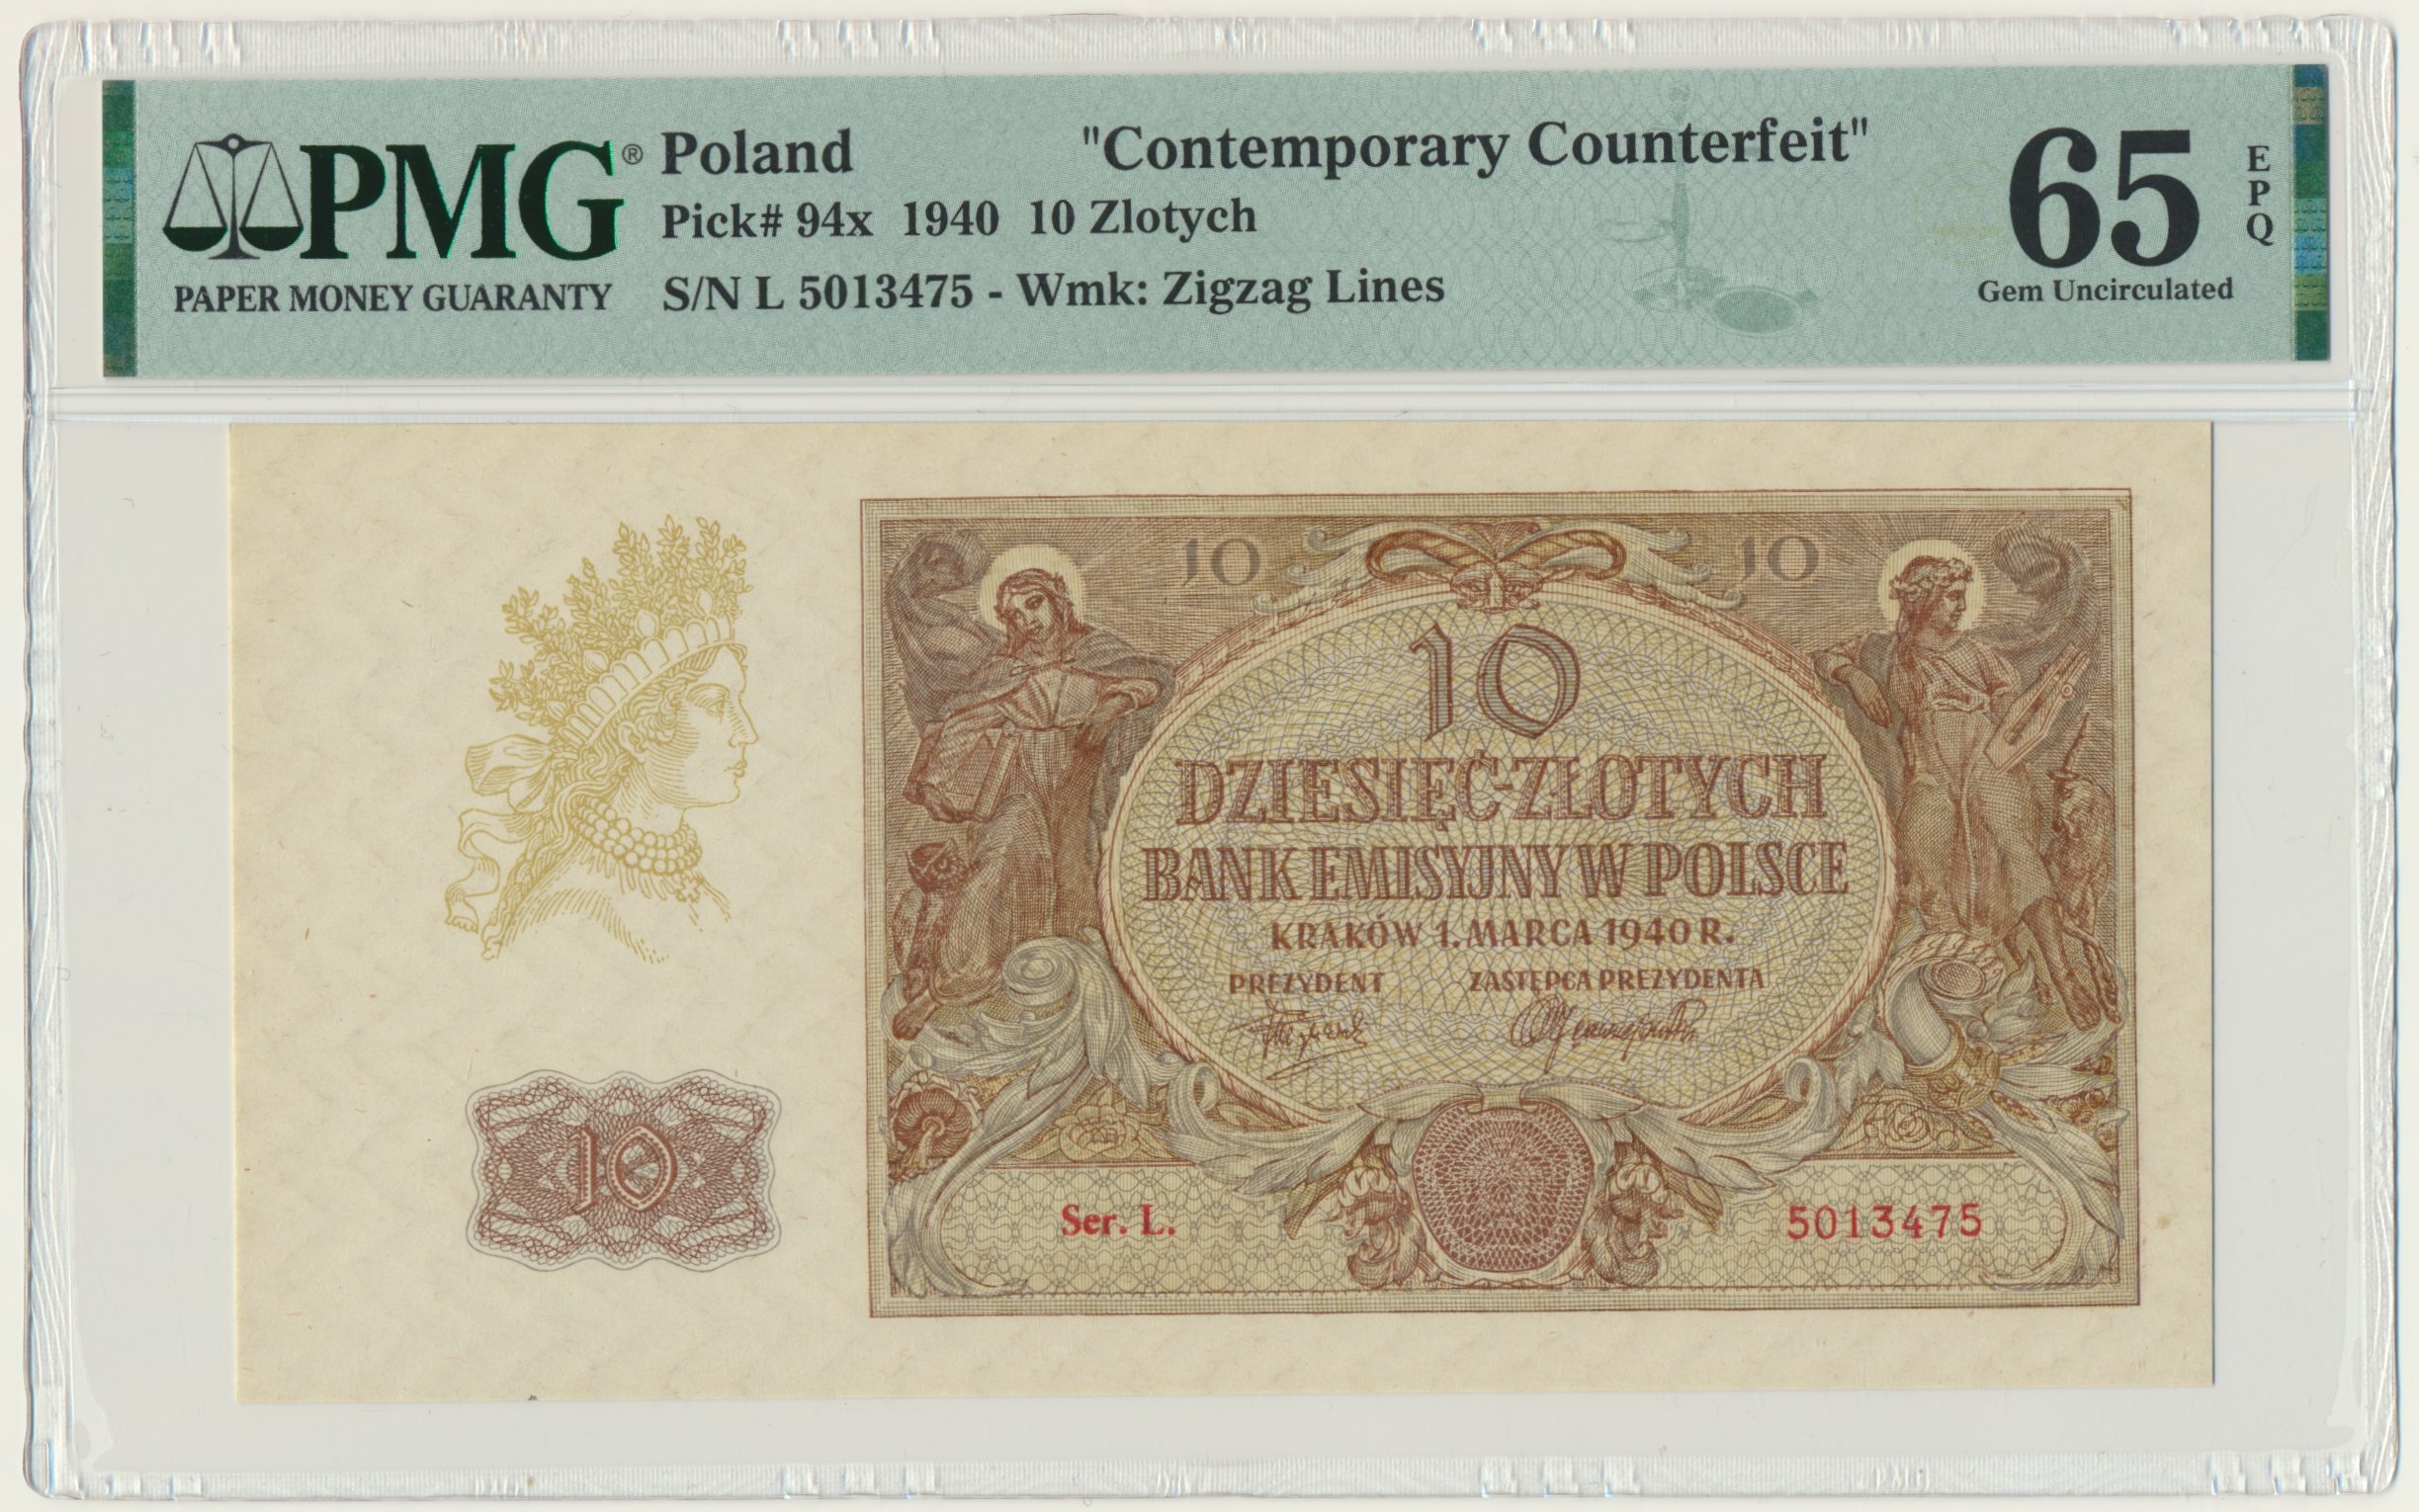 PMG®
PAPER MONEY GUARANTY
Poland "Contemporary Counterfeit"
Pick# 94x 1940 10 Zlotych
S/N L 5013475 - Wmk: Zigzag Lines
65
EPQ
Gem Uncirculated
10 10
10
DZIESIĘĆ ZŁOTYCH
BANK EMISYJNY W POLSCE
KRAKÓW 1. MARCA 1940 R.
PREZYDENT ZASTĘPCA PREZYDENTA
10
Ser. L. 5013475